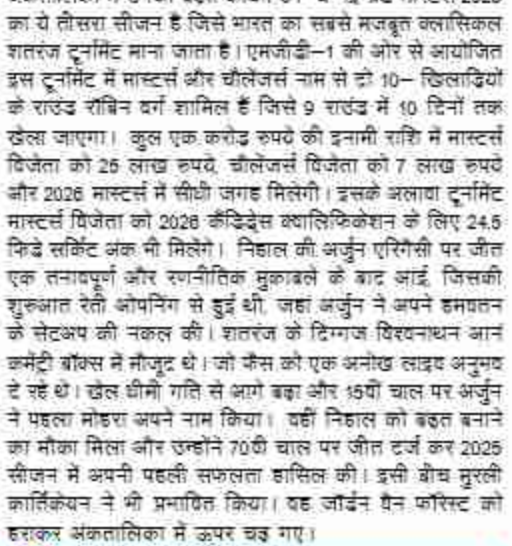 का ये तीसरा सीजन है जिसे भारत का सबसे मजबूत क्लासिकल
शतरंज टूर्नामेंट माना जाता है। एमजीडी–1 की ओर से आयोजित
इस टूर्नामेंट में मास्टर्स और चौलेंजर्स नाम से दो 10– खिलाड़ियों
के राउंड रॉबिन वर्ग शामिल हैं जिसे 9 राउंड में 10 दिनों तक
खेला जाएगा। कुल एक करोड़ रुपये की इनामी राशि में मास्टर्स
विजेता को 25 लाख रुपये, चौलेंजर्स विजेता को 7 लाख रुपये
और 2026 मास्टर्स में सीधी जगह मिलेगी। इसके अलावा टूर्नामेंट
मास्टर्स विजेता को 2026 कैंडिडेट्स क्वालिफिकेशन के लिए 24.5
फिडे सर्किट अंक भी मिलेंगे। निहाल की अर्जुन एरिगैसी पर जीत
एक तनावपूर्ण और रणनीतिक मुकाबले के बाद आई, जिसकी
शुरुआत रेती ओपनिंग से हुई थी, जहां अर्जुन ने अपने हमवतन
के सेटअप की नकल की। शतरंज के दिग्गज विश्वनाथन आनं
कमेंट्री बॉक्स में मौजूद थे। जो फैंस को एक अनोख लाइव अनुभव
दे रहे थे। खेल धीमी गति से आगे बढ़ा और 15वीं चाल पर अर्जुन
ने पहला मोहरा अपने नाम किया। वहीं निहाल को बढ़त बनाने
का मौका मिला और उन्होंने 70वीं चाल पर जीत दर्ज कर 2025
सीजन में अपनी पहली सफलता हासिल की। इसी बीच मुरली
कार्तिकेयन ने भी प्रभावित किया। वह जॉर्डन वैन फॉरेस्ट को
हराकर अंकतालिका में ऊपर चढ़ गए।